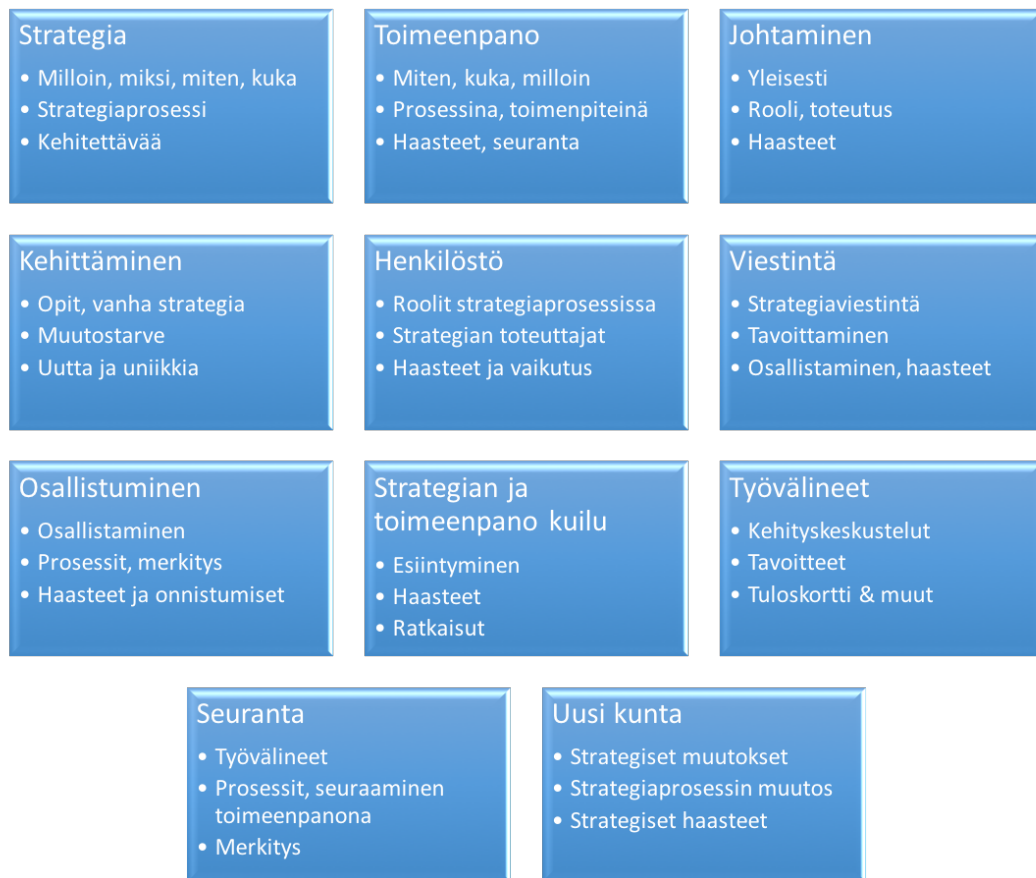 Strategia
• Milloin, miksi, miten, kuka
• Strategiaprosessi
• Kehitettävää
Toimeenpano
• Miten, kuka, milloin
• Prosessina, toimenpiteinä
• Haasteet, seuranta
Johtaminen
• Yleisesti
• Rooli, toteutus
• Haasteet
Kehittäminen
• Opit, vanha strategia
• Muutostarve
• Uutta ja uniikkia
Henkilöstö
• Roolit strategiaprosessissa
• Strategian toteuttajat
• Haasteet ja vaikutus
Viestintä
• Strategiaviestintä
• Tavoittaminen
• Osallistaminen, haasteet
Osallistuminen
• Osallistaminen
• Prosessit, merkitys
• Haasteet ja onnistumiset
Strategian ja
toimeenpano kuilu
• Esiintyminen
• Haasteet
• Ratkaisut
Työvälineet
• Kehityskeskustelut
• Tavoitteet
• Tuloskortti & muut
Seuranta
• Työvälineet
• Prosessit, seuraaminen
toimeenpanona
• Merkitys
Uusi kunta
• Strategiset muutokset
• Strategiaprosessin muutos
• Strategiset haasteet